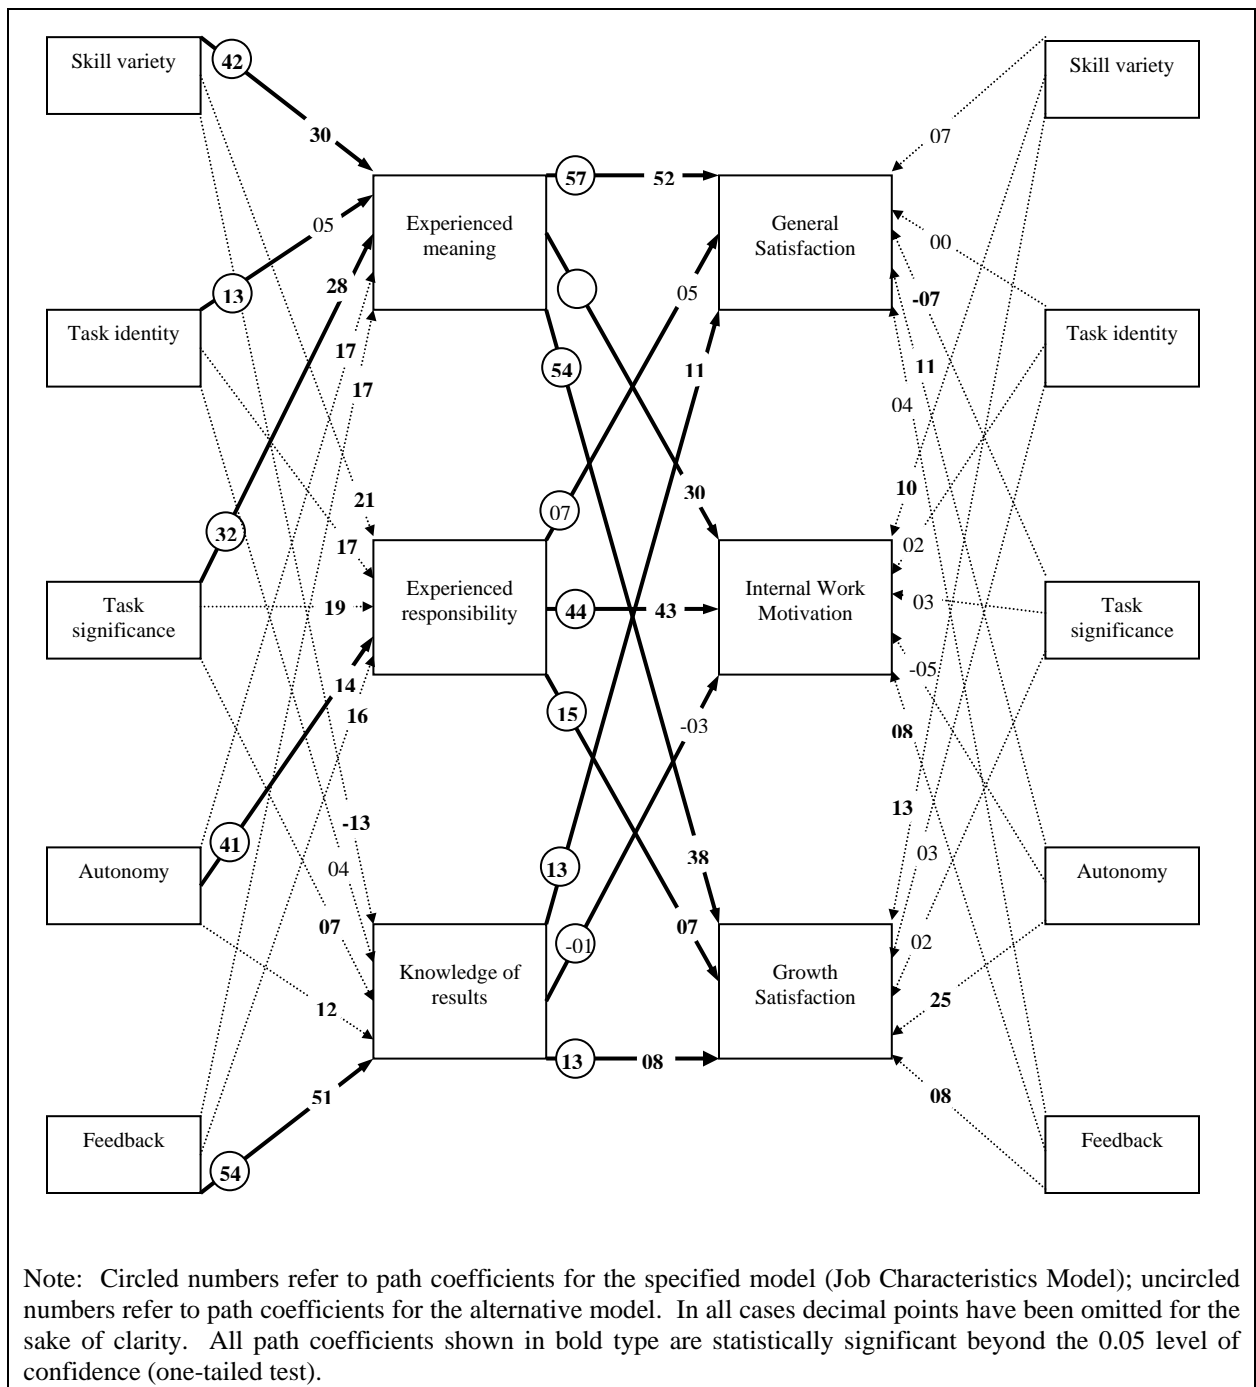 Skill variety
42
30
Skill variety
07
57
52
Experienced
meaning
General
Satisfaction
05
13
28
00
-07
05
Task identity
17
17
54
11
11
04
Task identity
21
17
32
07
30
10
02
Task
significance
19
Experienced
responsibility
44
43
Internal Work
Motivation
03
Task
significance
14
16
15
-03
-05
08
41
-13
04
07
13
38
07
13
03
Autonomy
Autonomy
-01
02
Knowledge of
results
Growth
Satisfaction
12
25
13
08
51
08
Feedback
54
Feedback
Note: Circled numbers refer to path coefficients for the specified model (Job Characteristics Model); uncircled
numbers refer to path coefficients for the alternative model. In all cases decimal points have been omitted for the
sake of clarity. All path coefficients shown in bold type are statistically significant beyond the 0.05 level of
confidence (one-tailed test).